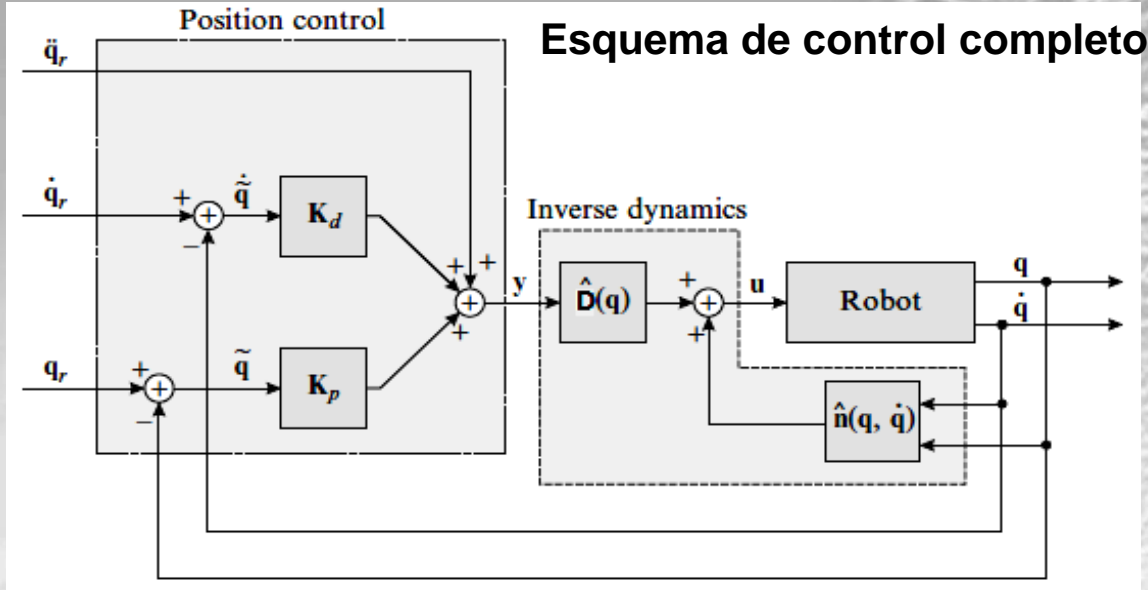 Position control
Esquema de control completo
q̈ᵣ
q̇ᵣ
+
−
+
q̃̇
K_d
+ +
+
+
y
Inverse dynamics
D̂(q)
+
+
+
u
Robot
q
q̇
qᵣ
+
−
+
q̃
K_p
n̂(q, q̇)